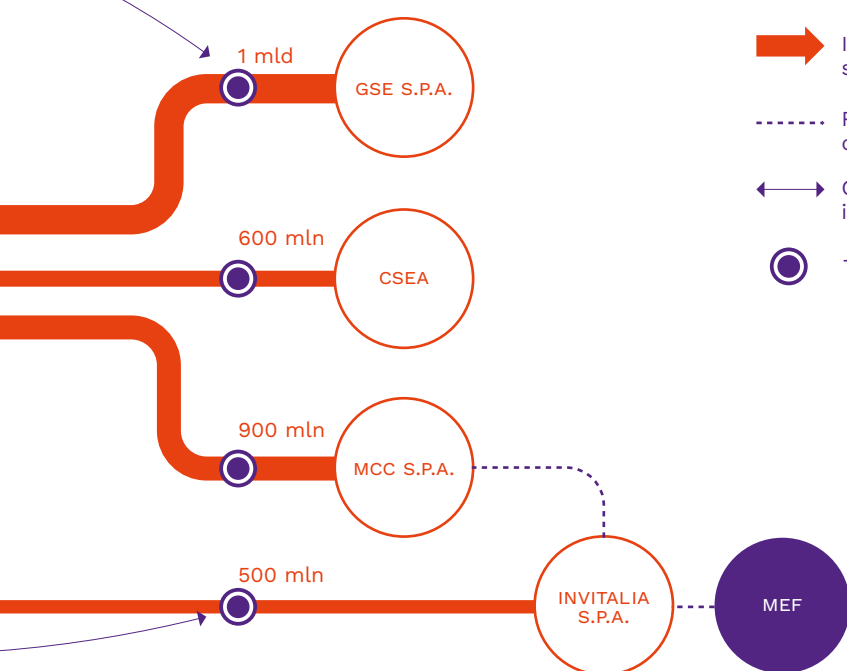 1 mld
GSE S.P.A.
600 mln
CSEA
900 mln
MCC S.P.A.
500 mln
INVITALIA
S.P.A.
MEF